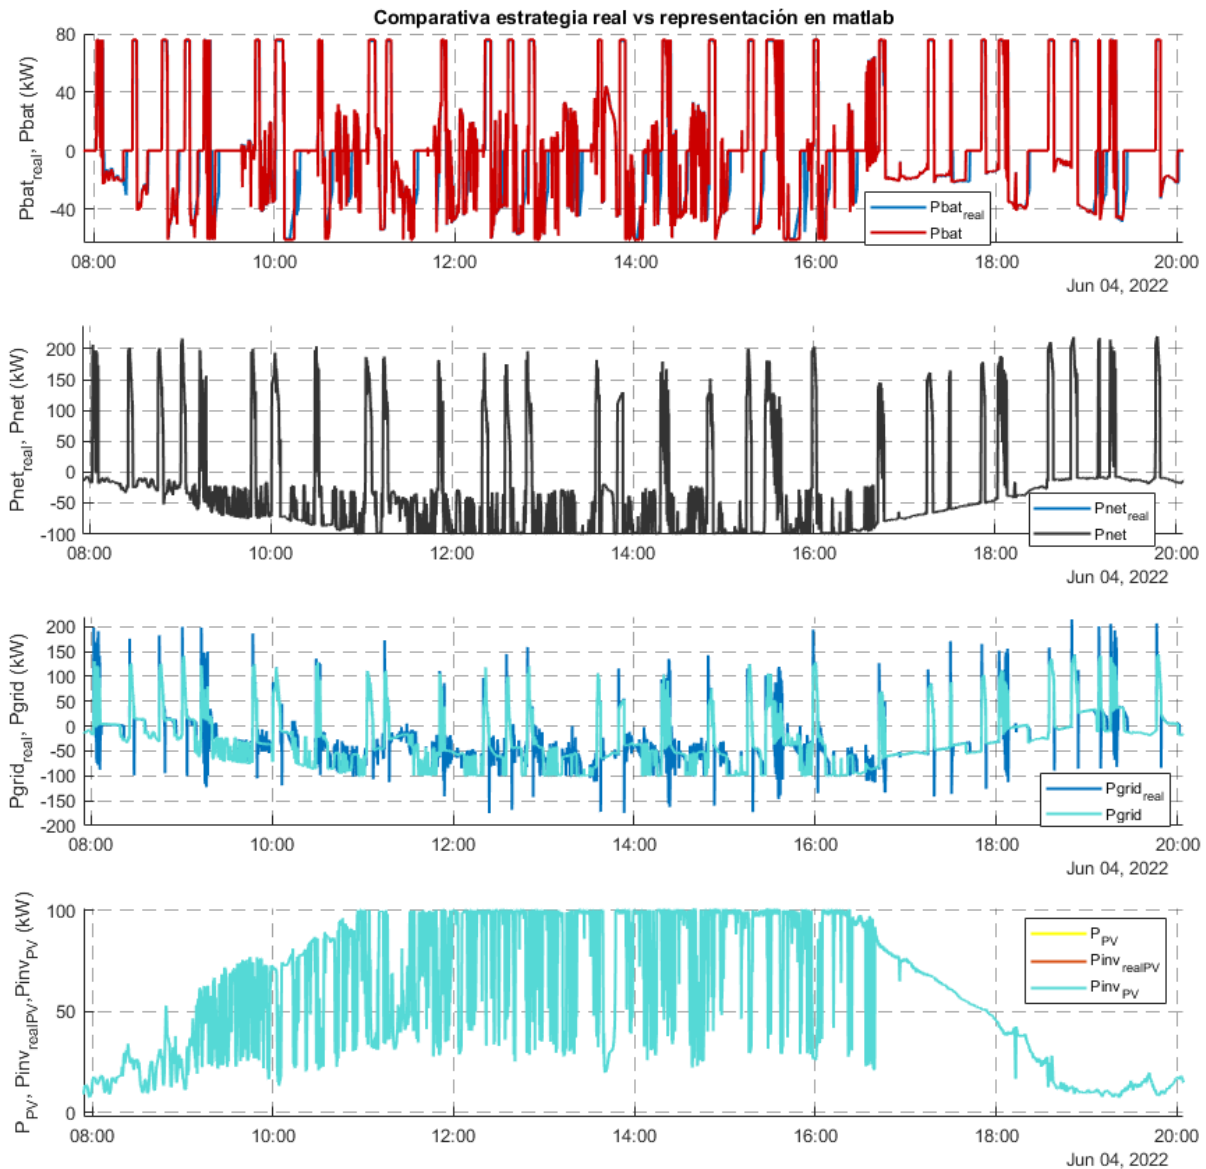 Comparativa estrategia real vs representación en matlab
Pbat_real, Pbat (kW)
80
40
0
-40
08:00 10:00 12:00 14:00 16:00 18:00 20:00
Jun 04, 2022
Pbat_real
Pbat
Pnet_real, Pnet (kW)
200
150
100
50
0
-50
-100
08:00 10:00 12:00 14:00 16:00 18:00 20:00
Jun 04, 2022
Pnet_real
Pnet
Pgrid_real, Pgrid (kW)
200
150
100
50
0
-50
-100
-150
-200
08:00 10:00 12:00 14:00 16:00 18:00 20:00
Jun 04, 2022
Pgrid_real
Pgrid
P_PV, Pinv_realPV,Pinv_PV (kW)
100
50
0
08:00 10:00 12:00 14:00 16:00 18:00 20:00
Jun 04, 2022
P_PV
Pinv_realPV
Pinv_PV